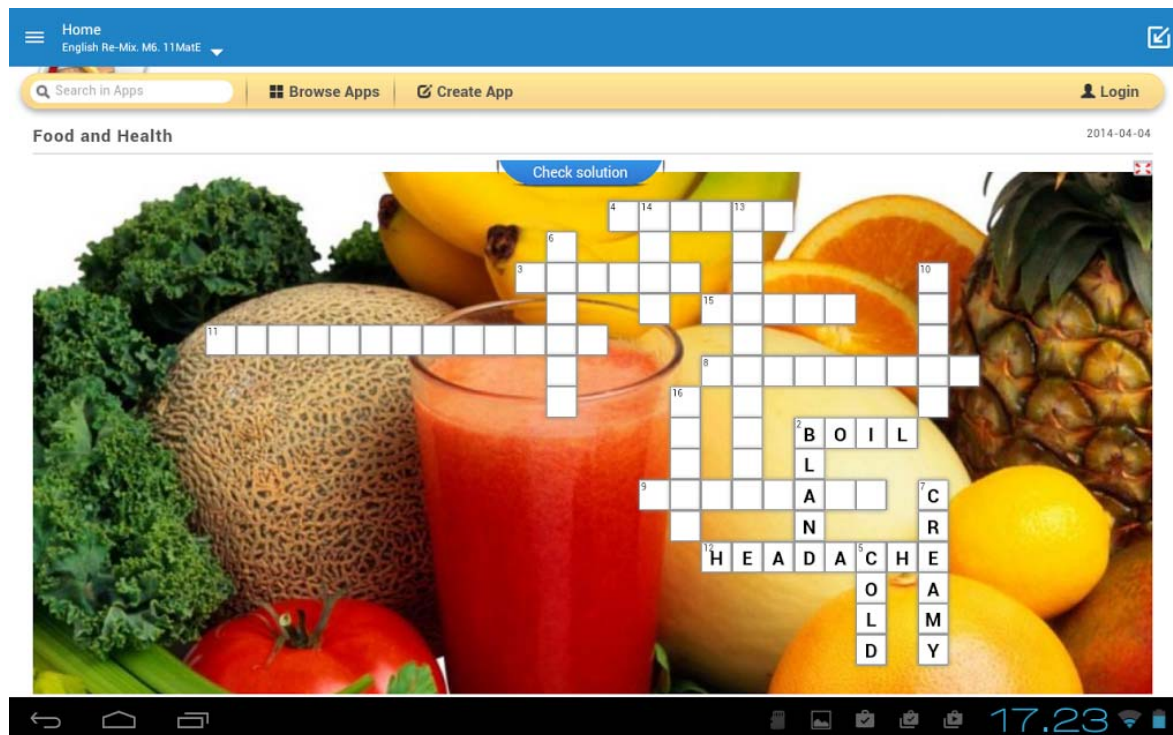 Home
English Re-Mix. M6. 11MatE
Search in Apps
Browse Apps
Create App
Login
Food and Health
2014-04-04
Check solution
4 14 13
6
3 10
15
11
8
16
2 B O I L
L
9 A 7 C
N R
12 H E A D A 5 C H E
O A
L M
D Y
17.23